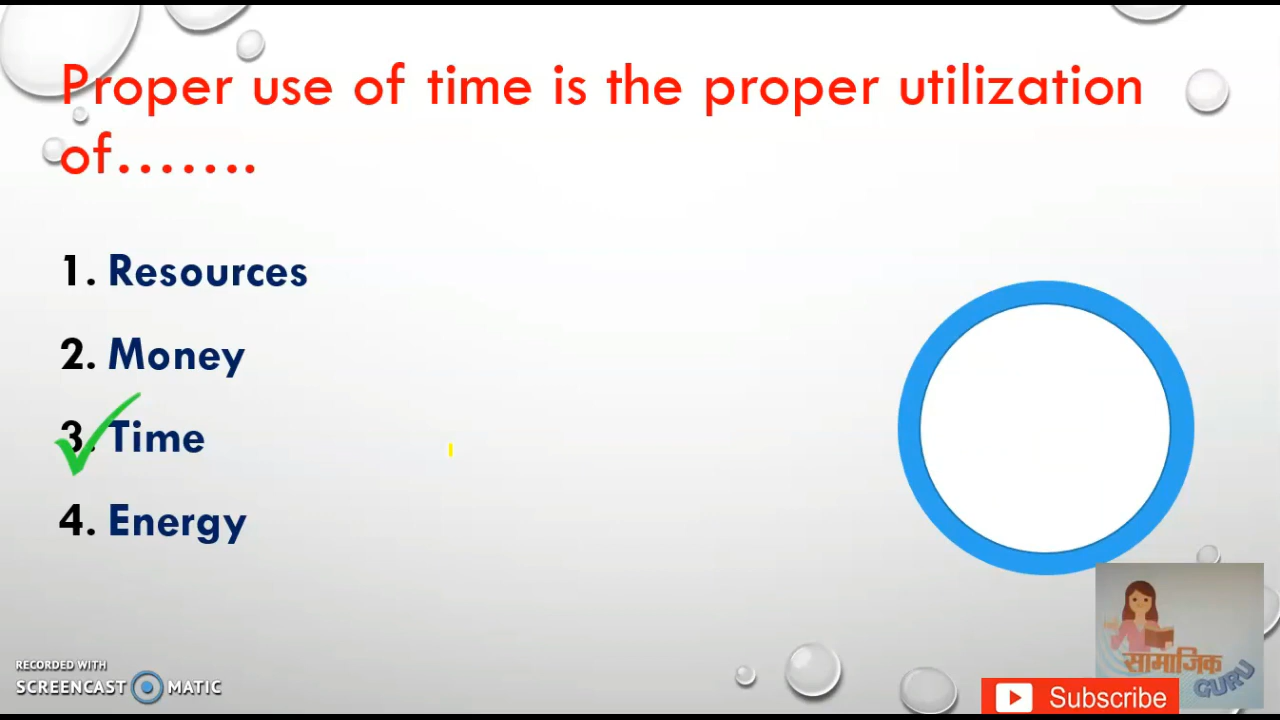 Proper use of time is the proper utilization
of…….
1. Resources
2. Money
3. Time
4. Energy
RECORDED WITH
SCREENCAST MATIC
सामाजिक
GURU
Subscribe